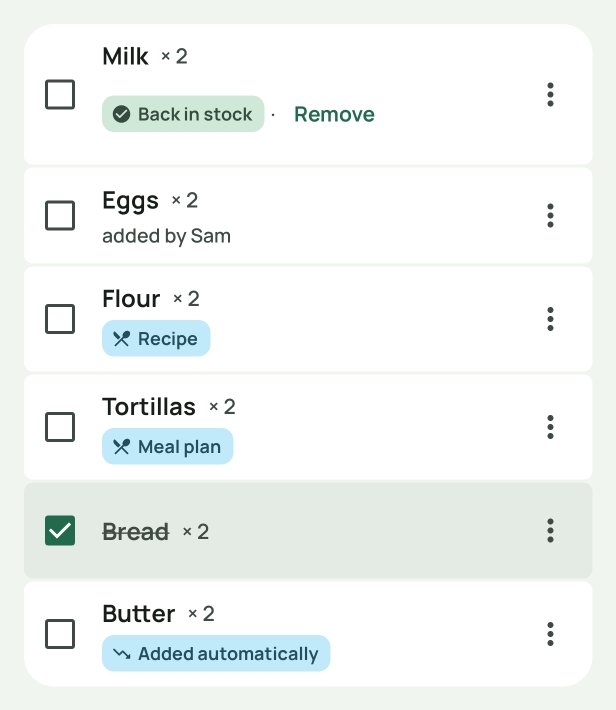 Milk × 2
Back in stock · Remove
Eggs × 2
added by Sam
Flour × 2
Recipe
Tortillas × 2
Meal plan
Bread × 2
Butter × 2
Added automatically